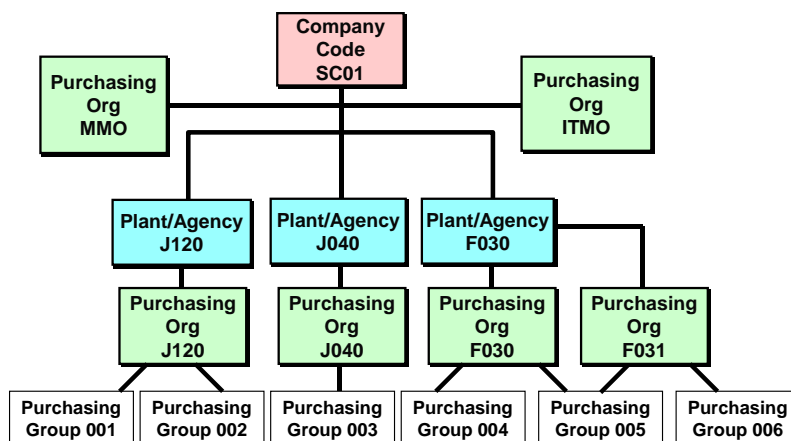 Company
Code
SC01
Purchasing
Org
MMO
Purchasing
Org
ITMO
Plant/Agency
J120
Plant/Agency
J040
Plant/Agency
F030
Purchasing
Org
J120
Purchasing
Org
J040
Purchasing
Org
F030
Purchasing
Org
F031
Purchasing
Group 001
Purchasing
Group 002
Purchasing
Group 003
Purchasing
Group 004
Purchasing
Group 005
Purchasing
Group 006